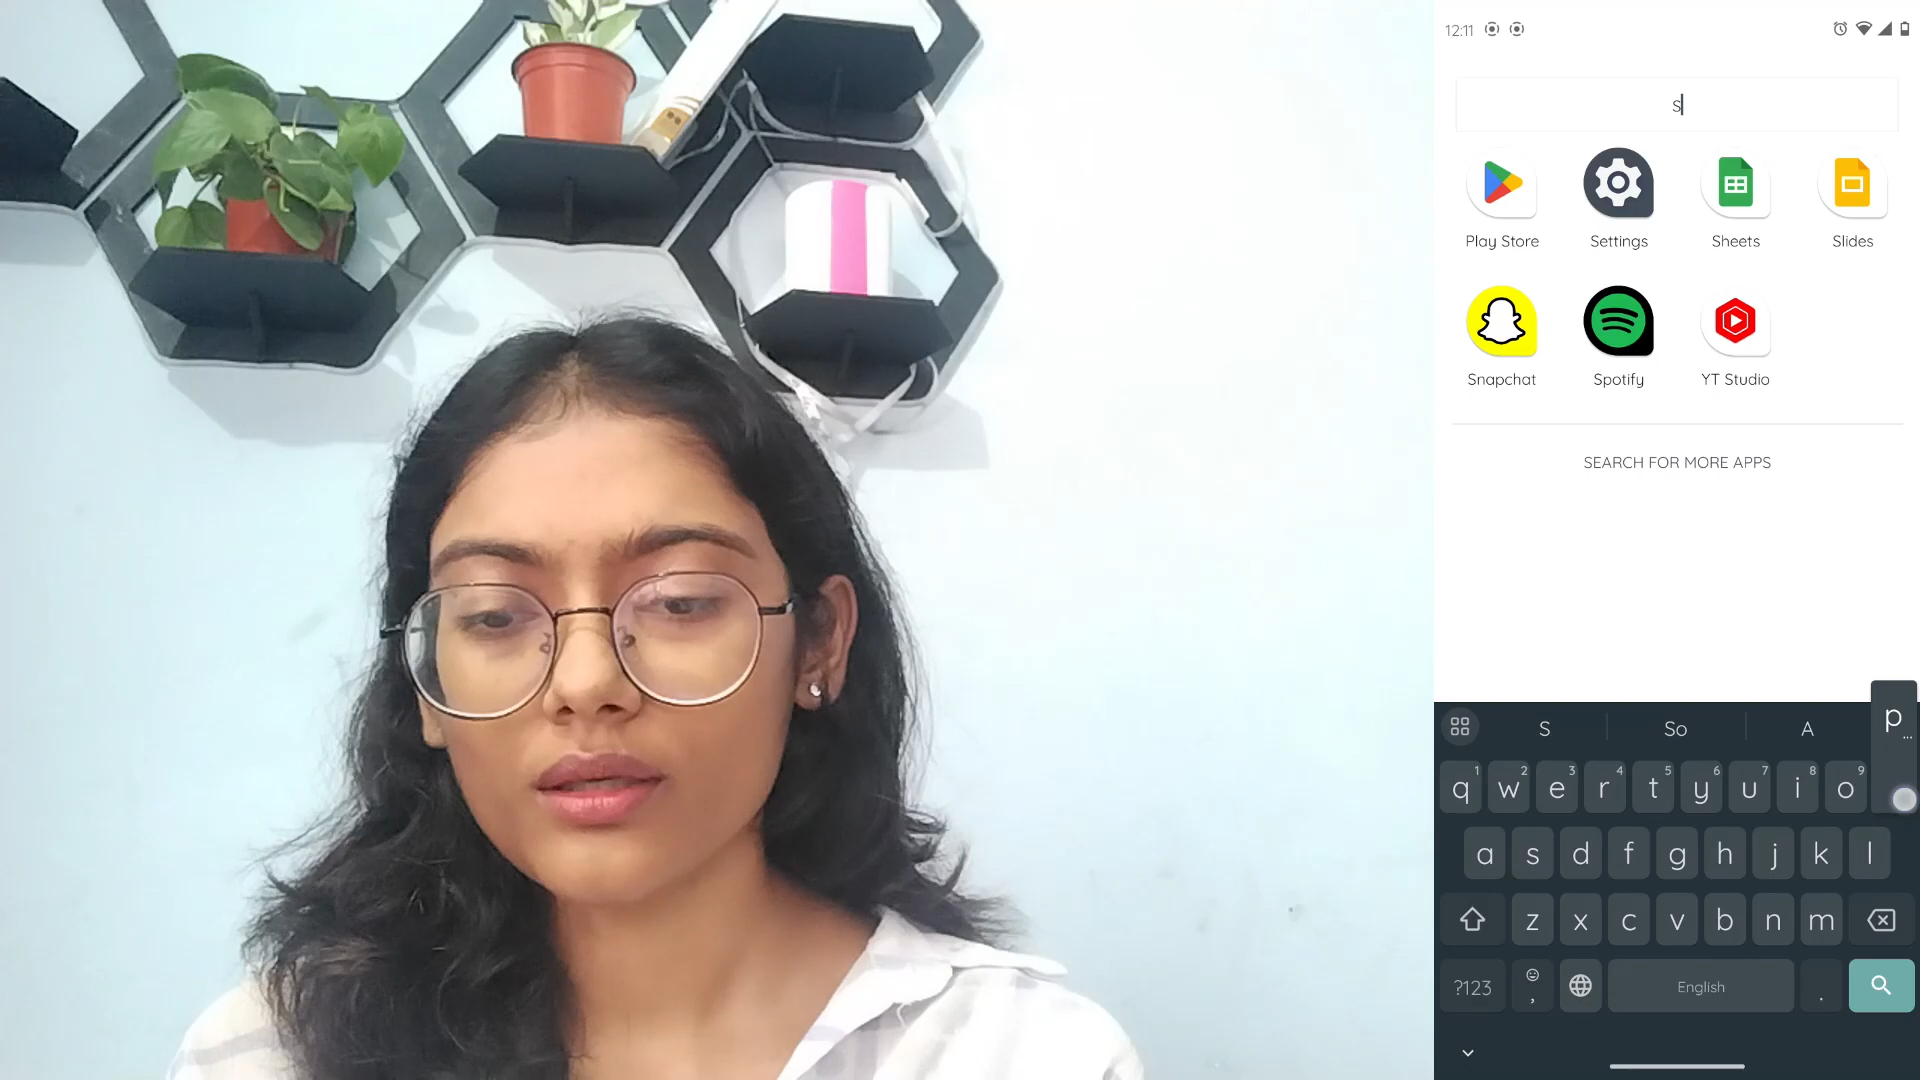 12:11
s
Play Store
Settings
Sheets
Slides
Snapchat
Spotify
YT Studio
SEARCH FOR MORE APPS
S
So
A
p
...
1 2 3 4 5 6 7 8 9
q w e r t y u i o
a s d f g h j k l
z x c v b n m
?123
,
English
.